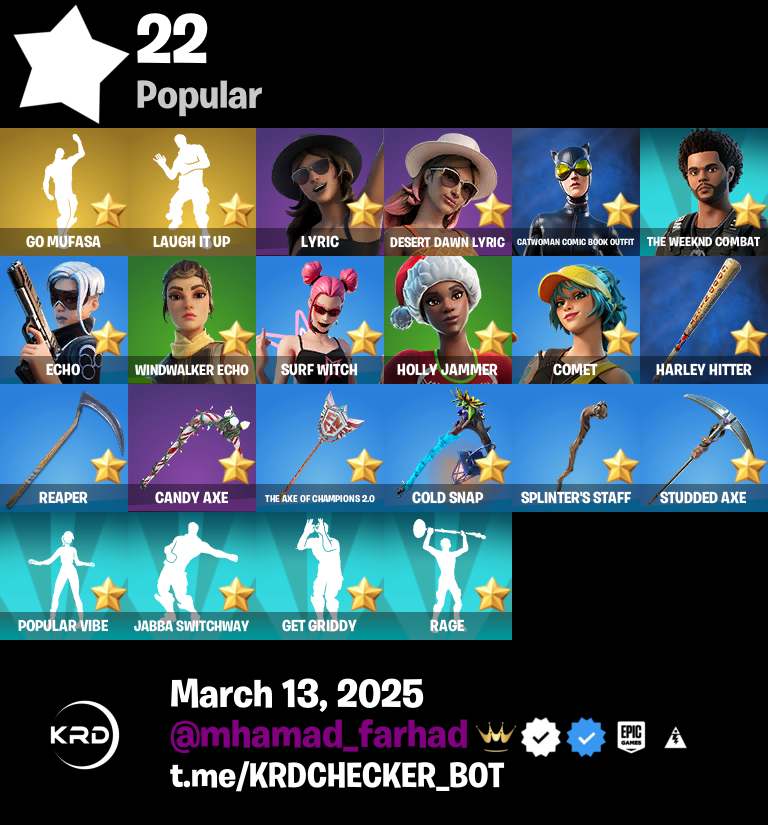 22
Popular
GO MUFASA
LAUGH IT UP
LYRIC
DESERT DAWN LYRIC
CATWOMAN COMIC BOOK OUTFIT
THE WEEKND COMBAT
ECHO
WINDWALKER ECHO
SURF WITCH
HOLLY JAMMER
COMET
HARLEY HITTER
REAPER
CANDY AXE
THE AXE OF CHAMPIONS 2.0
COLD SNAP
SPLINTER'S STAFF
STUDDED AXE
POPULAR VIBE
JABBA SWITCHWAY
GET GRIDDY
RAGE
March 13, 2025
KRD
@mhamad_farhad
EPIC GAMES
t.me/KRDCHECKER_BOT